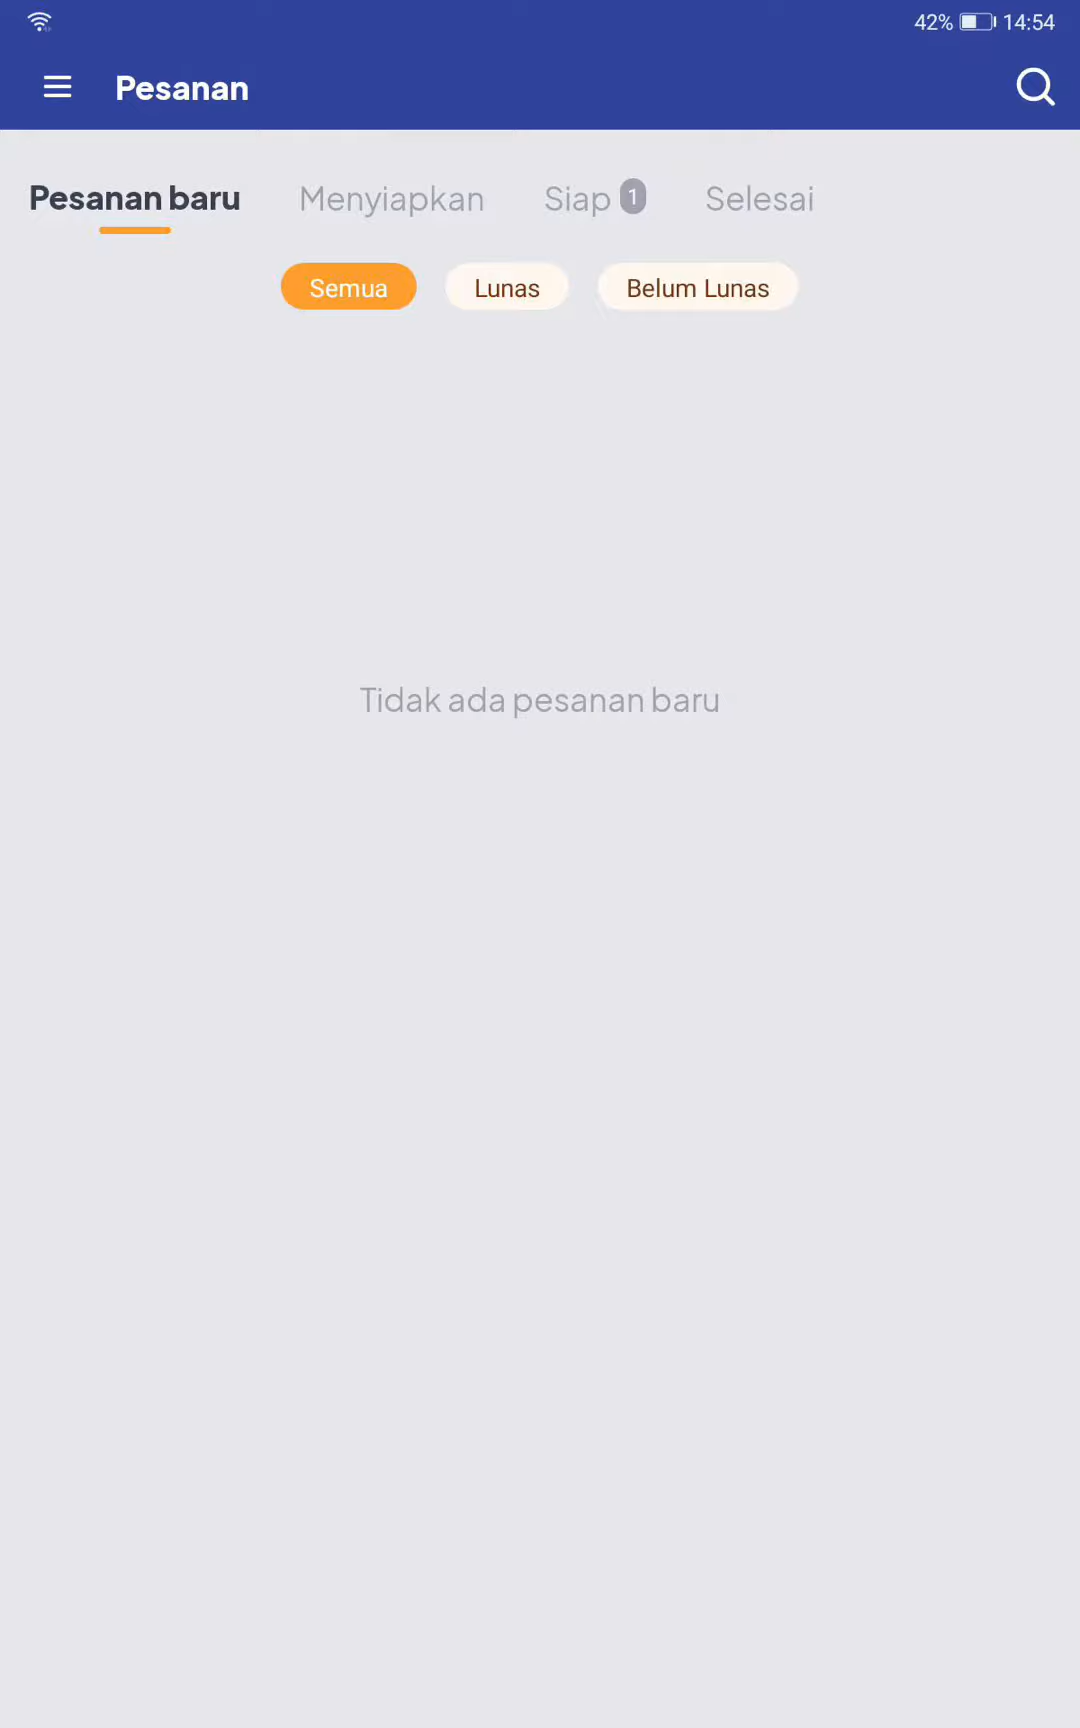 42% 14:54
Pesanan
Pesanan baru Menyiapkan Siap 1 Selesai
Semua Lunas Belum Lunas
Tidak ada pesanan baru